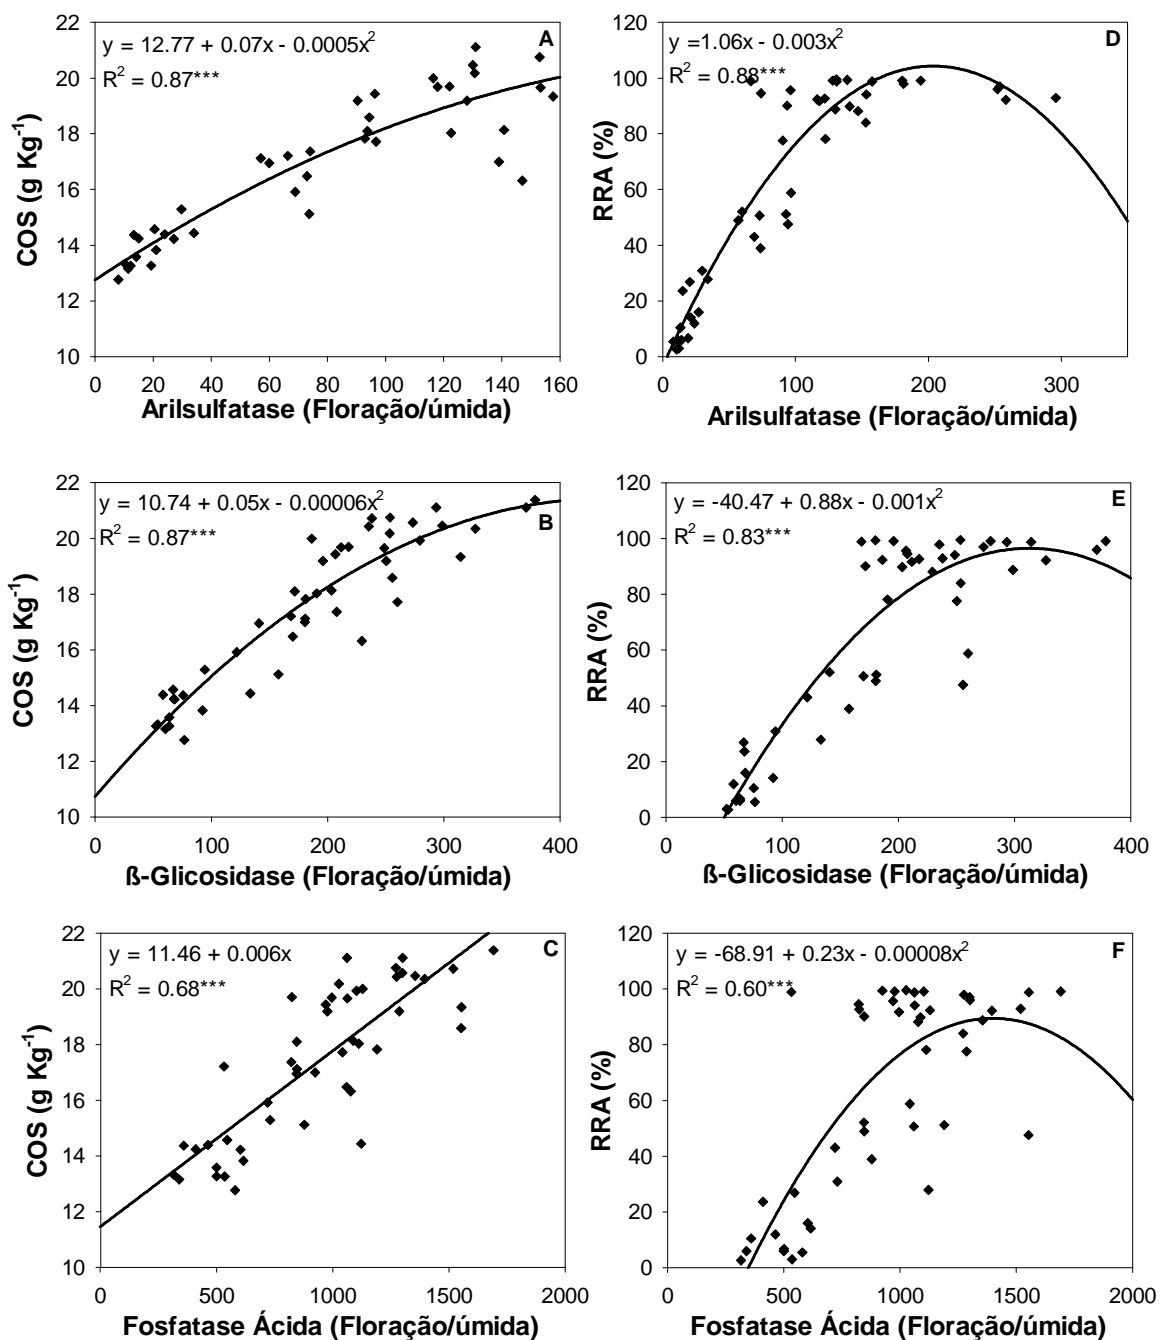 A
y = 12.77 + 0.07x - 0.0005x²
R² = 0.87***
COS (g Kg⁻¹)
22
20
18
16
14
12
10
0 20 40 60 80 100 120 140 160
Arilsulfatase (Floração/úmida)
D
y =1.06x - 0.003x²
R² = 0.88***
RRA (%)
120
100
80
60
40
20
0
0 100 200 300
Arilsulfatase (Floração/úmida)
y = 10.74 + 0.05x - 0.00006x²
B
R² = 0.87***
COS (g Kg⁻¹)
22
20
18
16
14
12
10
0 100 200 300 400
ß-Glicosidase (Floração/úmida)
y = -40.47 + 0.88x - 0.001x²
E
R² = 0.83***
RRA (%)
120
100
80
60
40
20
0
0 100 200 300 400
ß-Glicosidase (Floração/úmida)
y = 11.46 + 0.006x
C
R² = 0.68***
COS (g Kg⁻¹)
22
20
18
16
14
12
10
0 500 1000 1500 2000
Fosfatase Ácida (Floração/úmida)
y = -68.91 + 0.23x - 0.00008x²
F
R² = 0.60***
RRA (%)
120
100
80
60
40
20
0
0 500 1000 1500 2000
Fosfatase Ácida (Floração/úmida)